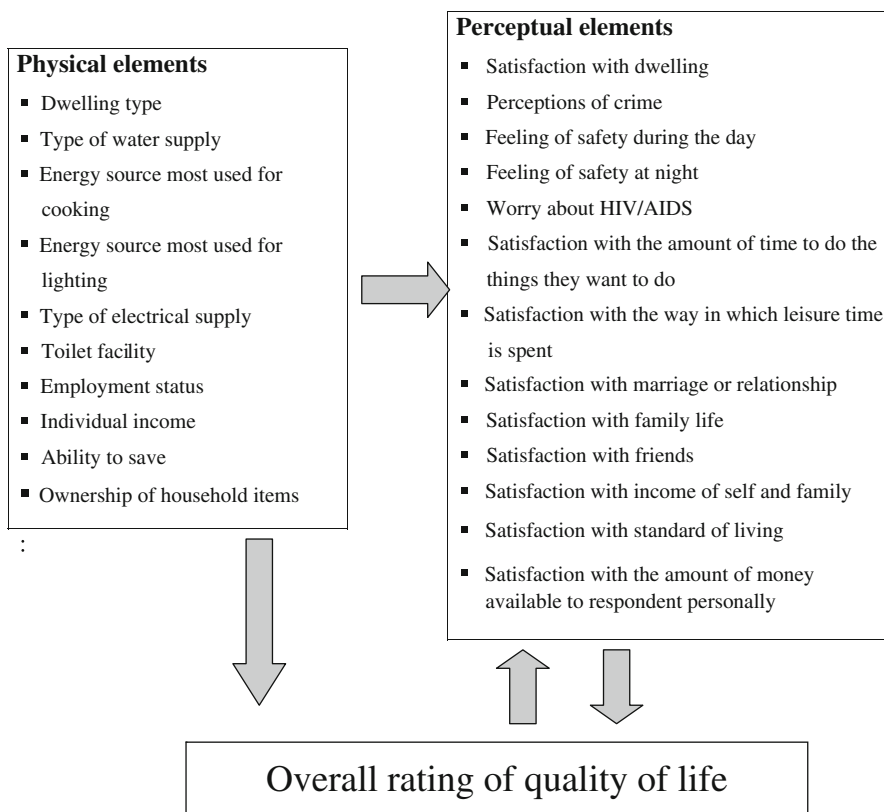 Physical elements
▪ Dwelling type
▪ Type of water supply
▪ Energy source most used for
cooking
▪ Energy source most used for
lighting
▪ Type of electrical supply
▪ Toilet facility
▪ Employment status
▪ Individual income
▪ Ability to save
▪ Ownership of household items
:
Perceptual elements
▪ Satisfaction with dwelling
▪ Perceptions of crime
▪ Feeling of safety during the day
▪ Feeling of safety at night
▪ Worry about HIV/AIDS
▪ Satisfaction with the amount of time to do the
things they want to do
▪ Satisfaction with the way in which leisure time
is spent
▪ Satisfaction with marriage or relationship
▪ Satisfaction with family life
▪ Satisfaction with friends
▪ Satisfaction with income of self and family
▪ Satisfaction with standard of living
▪ Satisfaction with the amount of money
available to respondent personally
Overall rating of quality of life